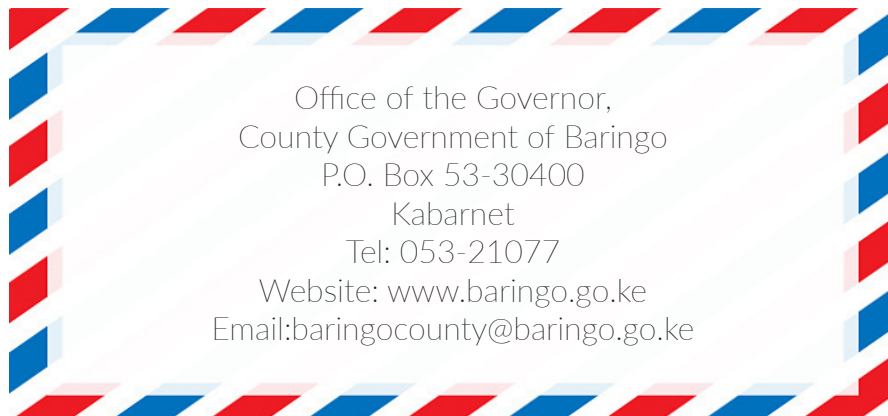 Office of the Governor,
County Government of Baringo
P.O. Box 53-30400
Kabarnet
Tel: 053-21077
Website: www.baringo.go.ke
Email:baringocounty@baringo.go.ke